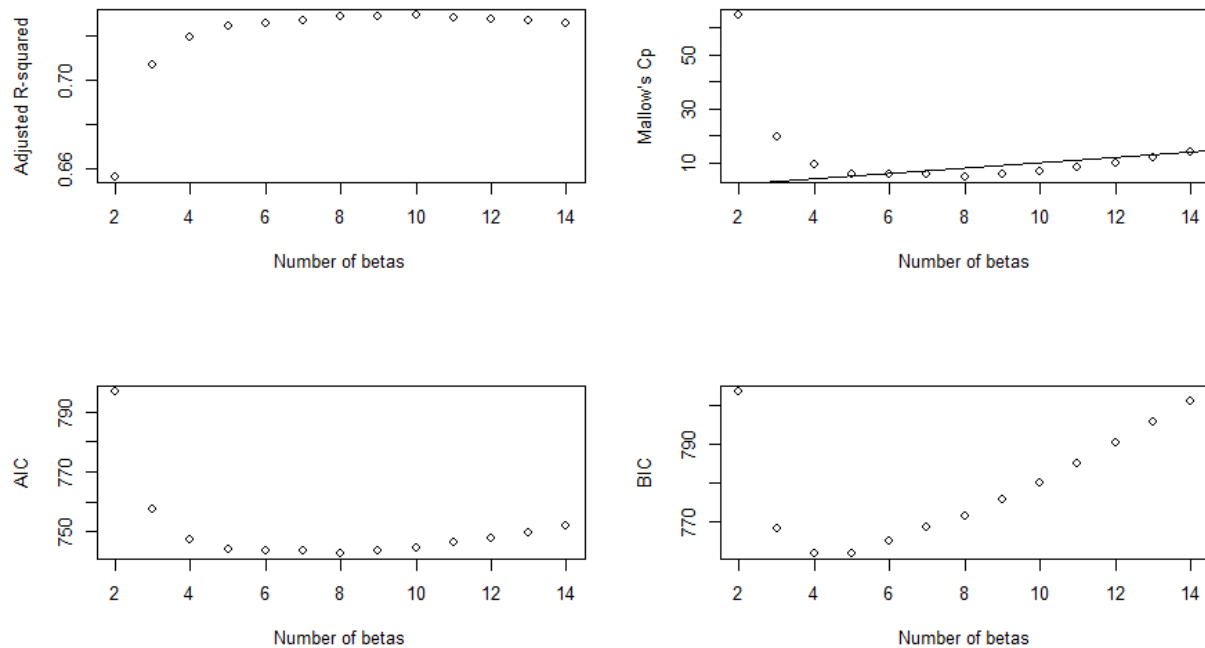 Adjusted R-squared
0.66
0.70
2 4 6 8 10 12 14
Number of betas
Mallow's Cp
10
30
50
2 4 6 8 10 12 14
Number of betas
AIC
750
770
790
2 4 6 8 10 12 14
Number of betas
BIC
770
790
2 4 6 8 10 12 14
Number of betas